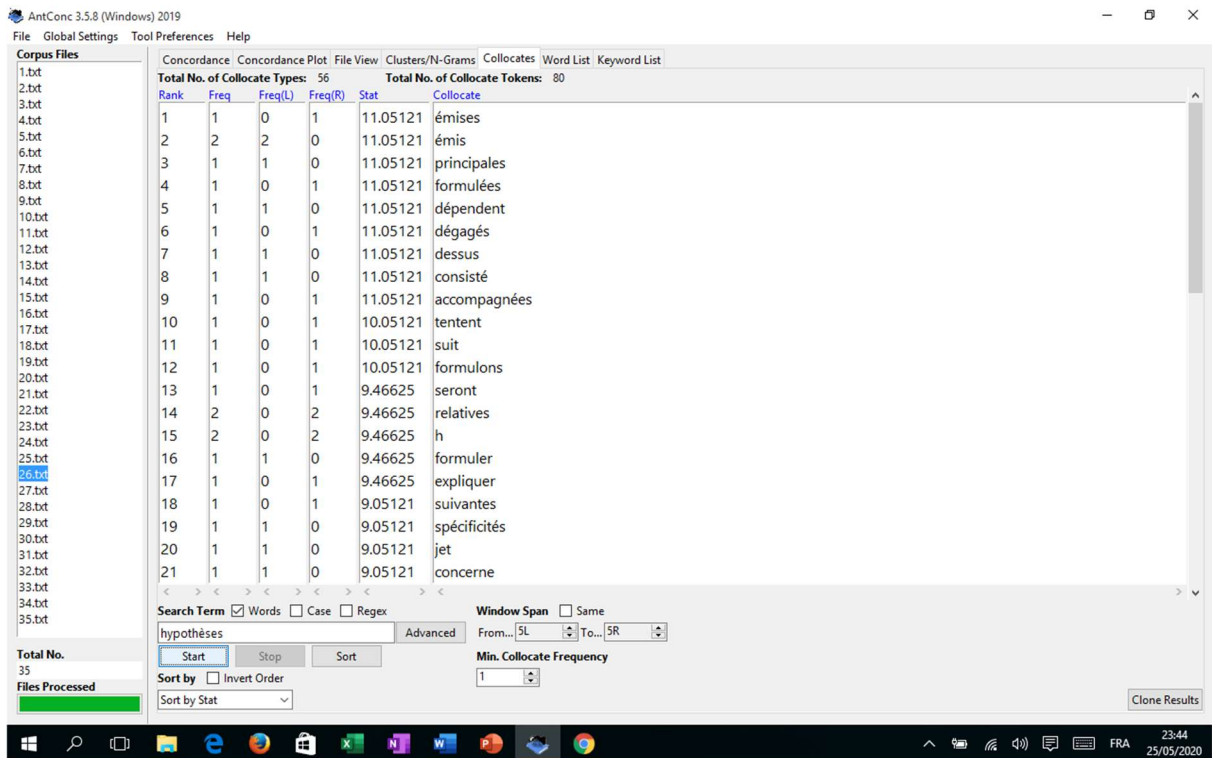 AntConc 3.5.8 (Windows) 2019
File Global Settings Tool Preferences Help
Corpus Files
1.txt
2.txt
3.txt
4.txt
5.txt
6.txt
7.txt
8.txt
9.txt
10.txt
11.txt
12.txt
13.txt
14.txt
15.txt
16.txt
17.txt
18.txt
19.txt
20.txt
21.txt
22.txt
23.txt
24.txt
25.txt
26.txt
27.txt
28.txt
29.txt
30.txt
31.txt
32.txt
33.txt
34.txt
35.txt
Total No.
35
Files Processed
Concordance Concordance Plot File View Clusters/N-Grams Collocates Word List Keyword List
Total No. of Collocate Types: 56 Total No. of Collocate Tokens: 80
Rank Freq Freq(L) Freq(R) Stat Collocate
1 1 0 1 11.05121 émises
2 2 2 0 11.05121 émis
3 1 1 0 11.05121 principales
4 1 0 1 11.05121 formulées
5 1 1 0 11.05121 dépendent
6 1 0 1 11.05121 dégagés
7 1 1 0 11.05121 dessus
8 1 1 0 11.05121 consisté
9 1 0 1 11.05121 accompagnées
10 1 0 1 10.05121 tentent
11 1 0 1 10.05121 suit
12 1 0 1 10.05121 formulons
13 1 0 1 9.46625 seront
14 2 0 2 9.46625 relatives
15 2 0 2 9.46625 h
16 1 1 0 9.46625 formuler
17 1 0 1 9.46625 expliquer
18 1 0 1 9.05121 suivantes
19 1 1 0 9.05121 spécificités
20 1 1 0 9.05121 jet
21 1 1 0 9.05121 concerne
Search Term Words Case Regex Window Span Same
hypothèses Advanced From... 5L To... 5R
Start Stop Sort Min. Collocate Frequency
Sort by Invert Order 1
Sort by Stat Clone Results
FRA 23:44
25/05/2020